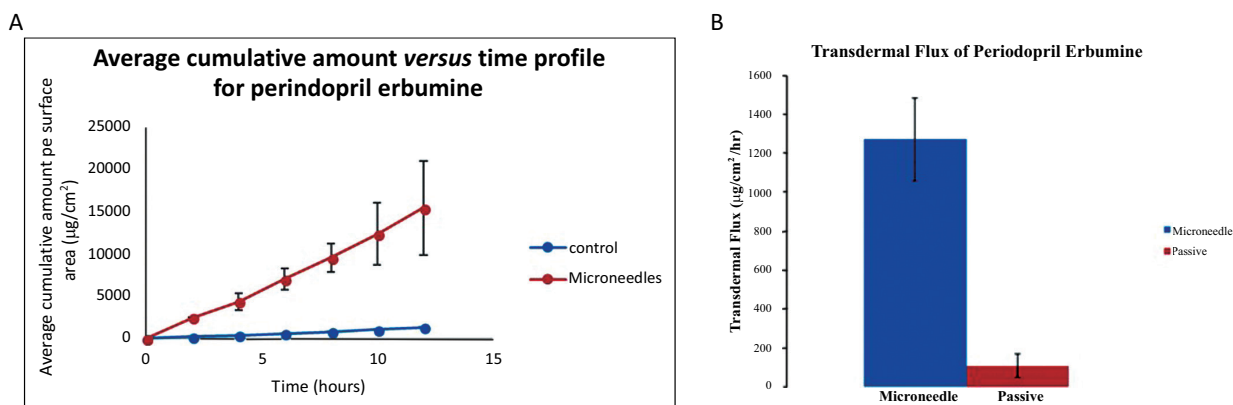 A
Average cumulative amount versus time profile
for perindopril erbumine
Average cumulative amount pe surface
area (μg/cm²)
25000
20000
15000
10000
5000
0
0
5
10
15
Time (hours)
control
Microneedles
B
Transdermal Flux of Periodopril Erbumine
Transdermal Flux (μg/cm²/hr)
1600
1400
1200
1000
800
600
400
200
0
Microneedle
Passive
Microneedle
Passive